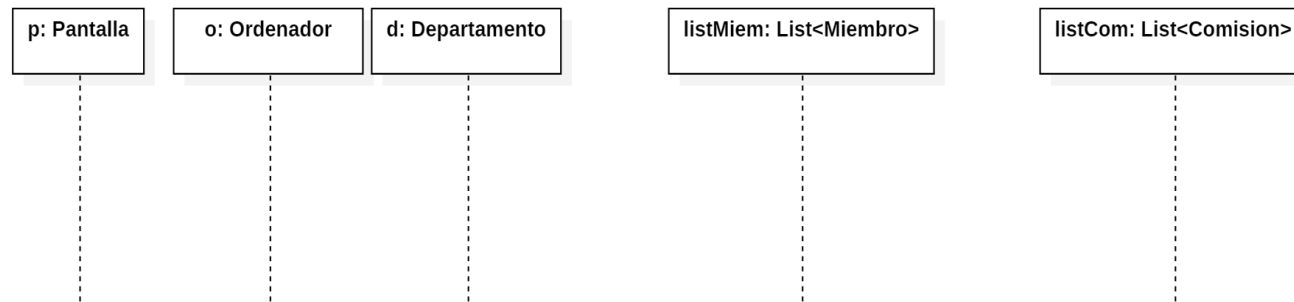 p: Pantalla
o: Ordenador
d: Departamento
listMiem: List<Miembro>
listCom: List<Comision>